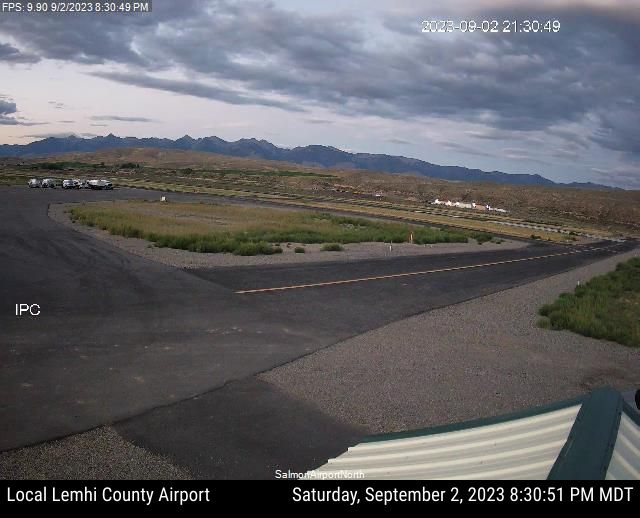 FPS: 9.90 9/2/2023 8:30:49 PM
2023-09-02 21:30:49
IPC
SalmonAirportNorth
Local Lemhi County Airport
Saturday, September 2, 2023 8:30:51 PM MDT